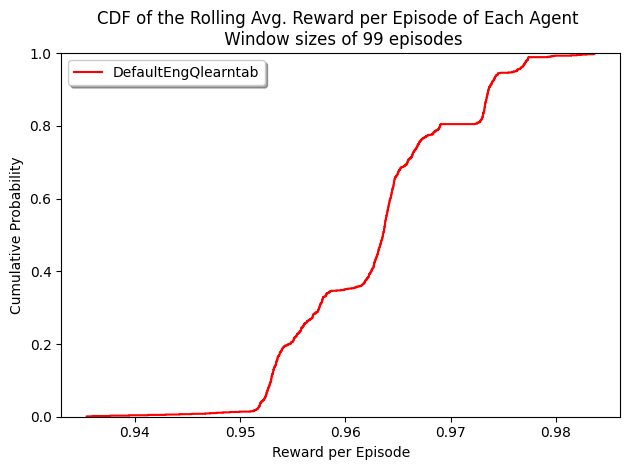 CDF of the Rolling Avg. Reward per Episode of Each Agent
Window sizes of 99 episodes
DefaultEngQlearntab
1.0
0.8
0.6
0.4
0.2
0.0
Cumulative Probability
0.94 0.95 0.96 0.97 0.98
Reward per Episode